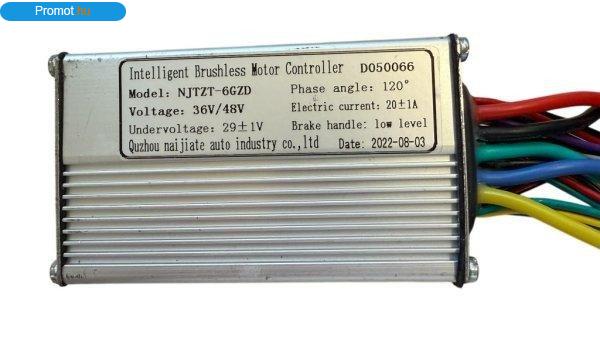 Promot.hu
Intelligent Brushless Motor Controller D050066
Model: NJTZT-6GZD Phase angle: 120°
Voltage: 36V/48V Electric current: 20±1A
Undervoltage: 29±1V Brake handle: low level
Quzhou naijiate auto industry co.,ltd Date: 2022-08-03